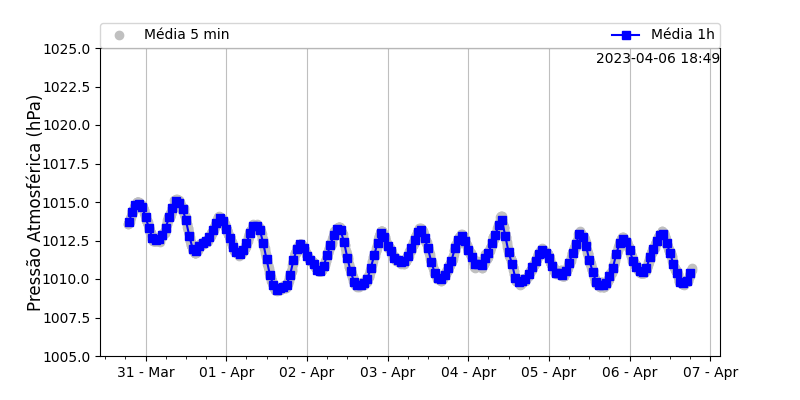 Média 5 min
Média 1h
2023-04-06 18:49
Pressão Atmosférica (hPa)
1025.0
1022.5
1020.0
1017.5
1015.0
1012.5
1010.0
1007.5
1005.0
31 - Mar
01 - Apr
02 - Apr
03 - Apr
04 - Apr
05 - Apr
06 - Apr
07 - Apr